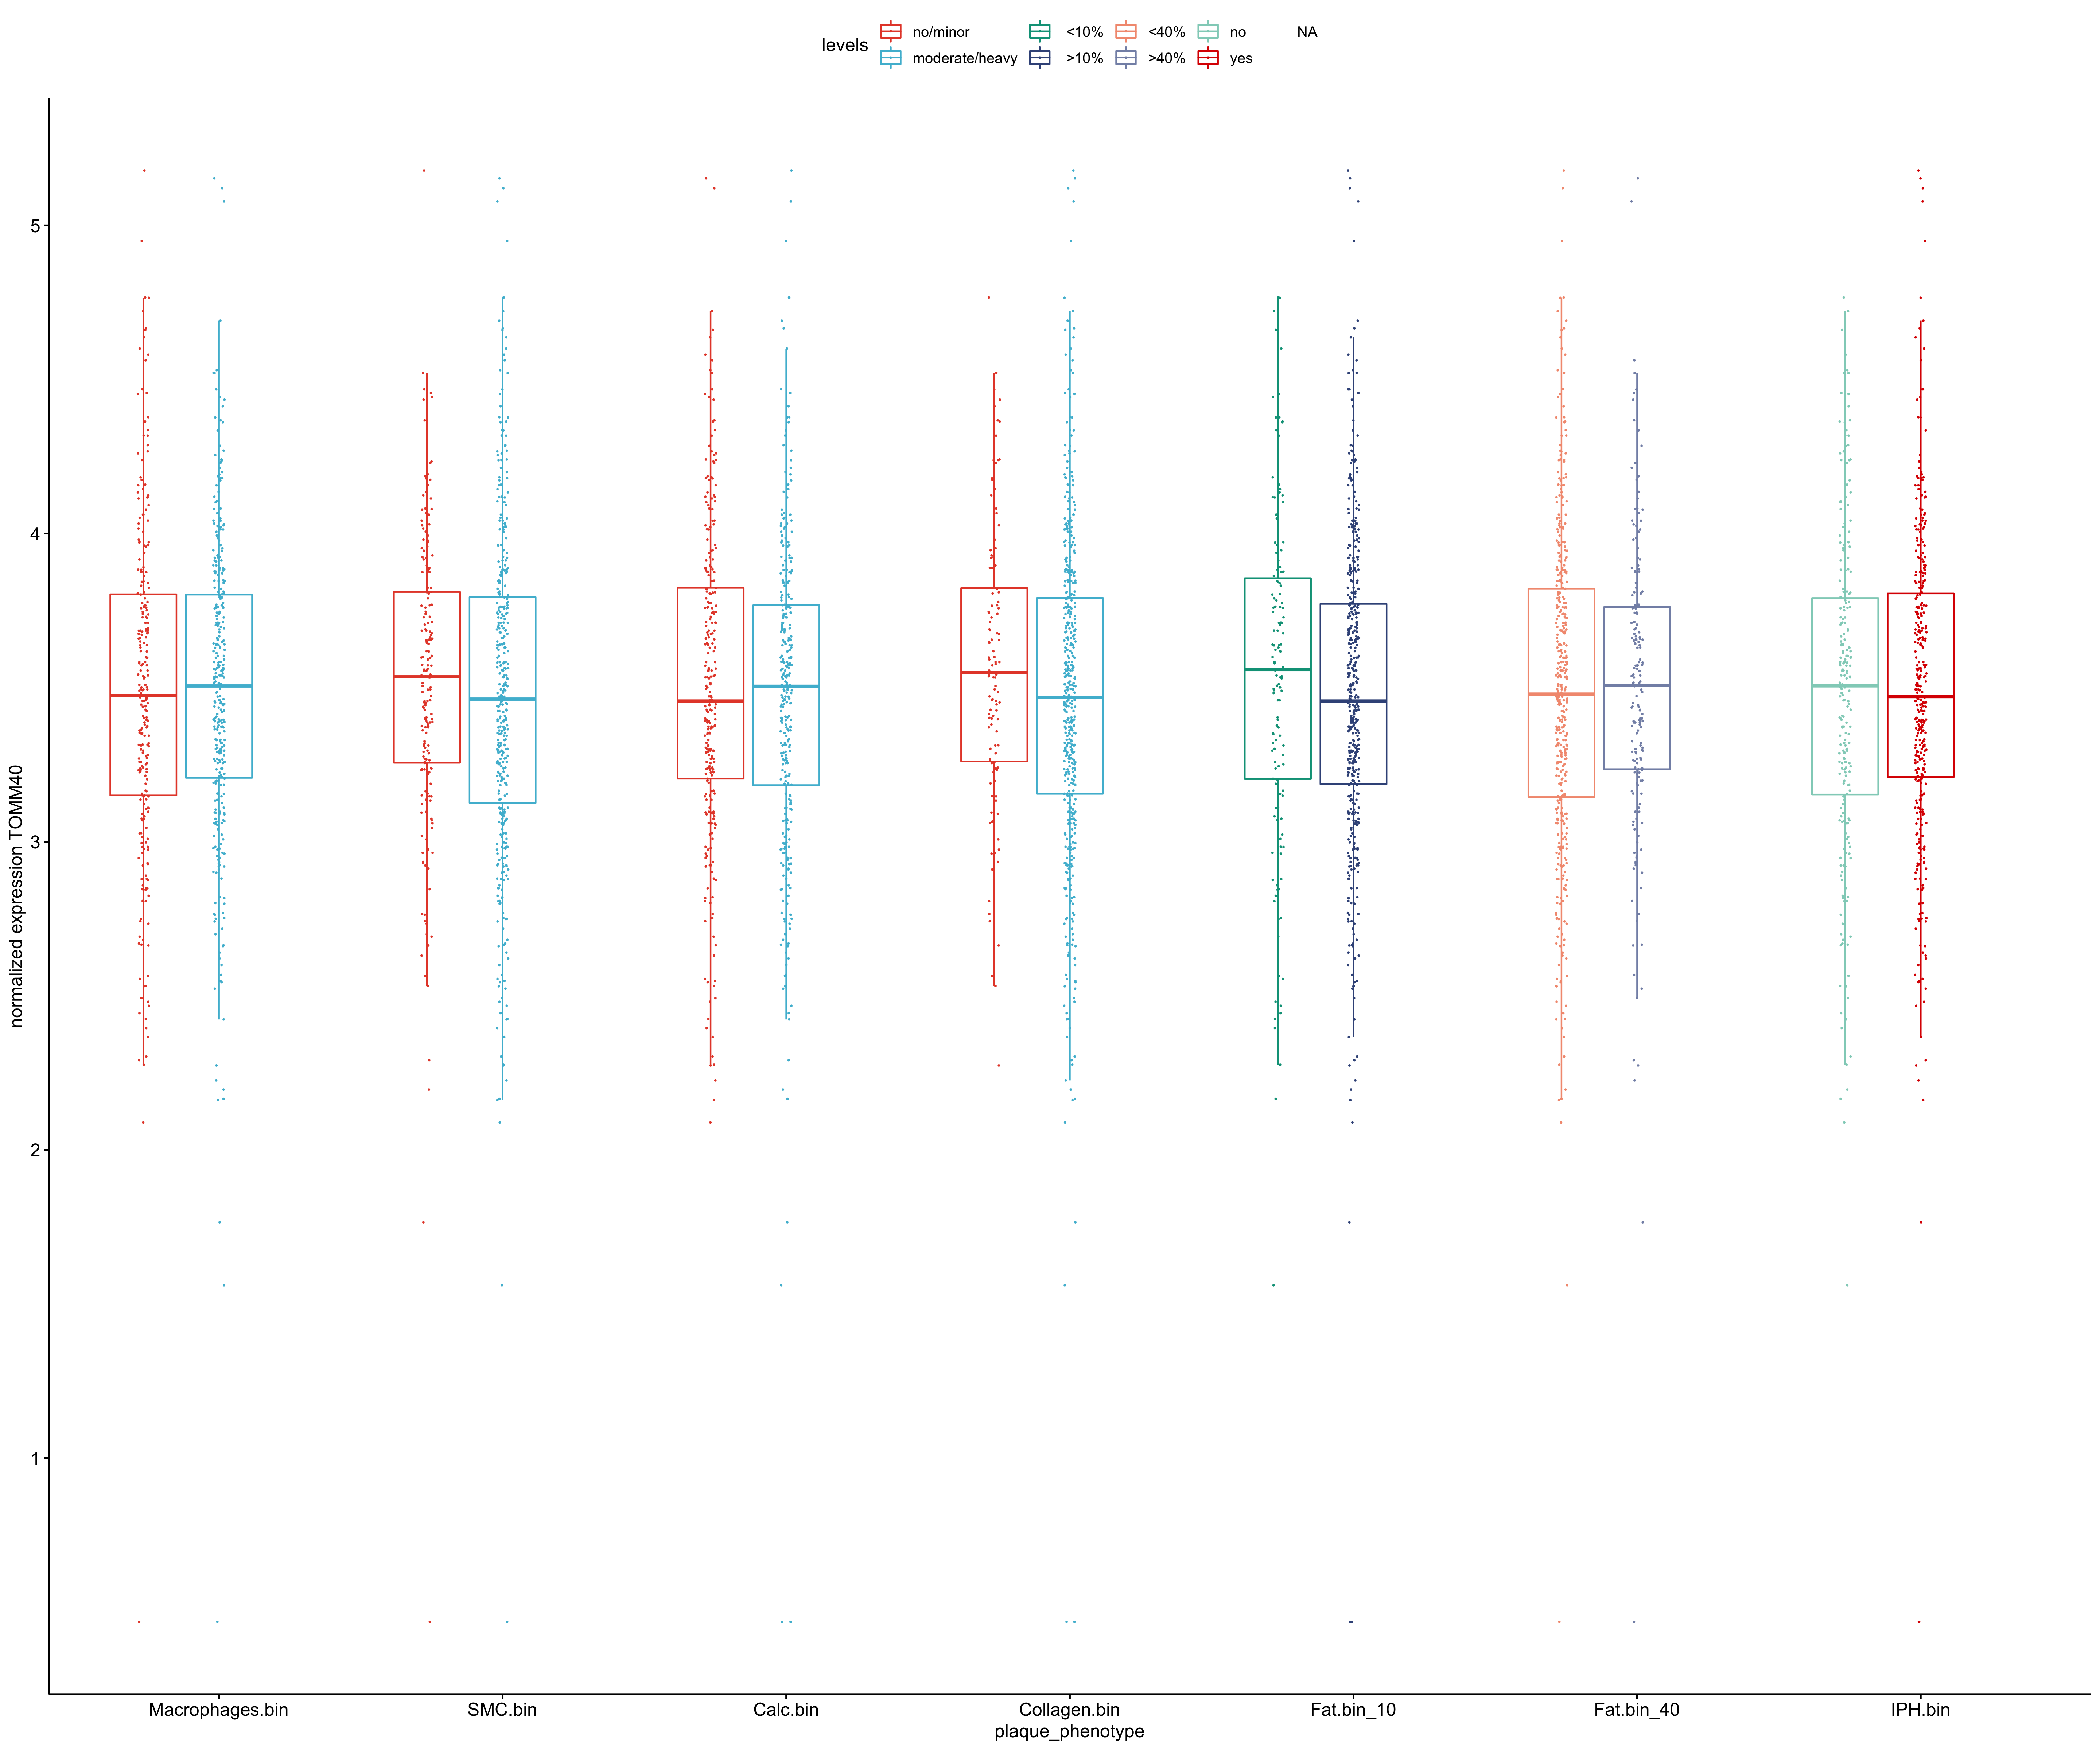 levels
no/minor <10% <40% no NA
moderate/heavy >10% >40% yes
normalized expression TOMM40
5
4
3
2
1
Macrophages.bin SMC.bin Calc.bin Collagen.bin Fat.bin_10 Fat.bin_40 IPH.bin
plaque_phenotype